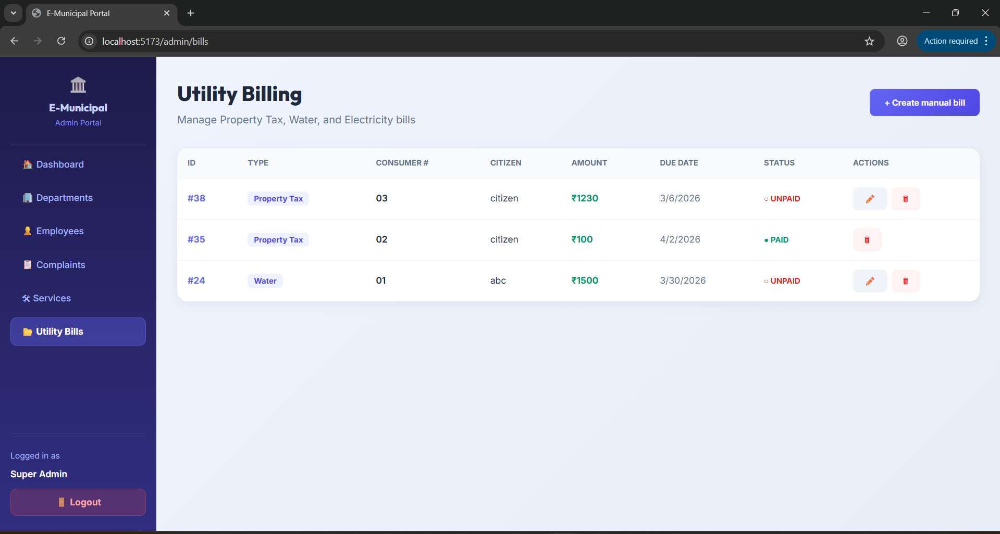 E-Municipal Portal
localhost:5173/admin/bills
Action required
E-Municipal
Admin Portal
Dashboard
Departments
Employees
Complaints
Services
Utility Bills
Logged in as
Super Admin
Logout
Utility Billing
Manage Property Tax, Water, and Electricity bills
+ Create manual bill
ID TYPE CONSUMER # CITIZEN AMOUNT DUE DATE STATUS ACTIONS
#38 Property Tax 03 citizen ₹1230 3/6/2026 ○ UNPAID
#35 Property Tax 02 citizen ₹100 4/2/2026 ● PAID
#24 Water 01 abc ₹1500 3/30/2026 ○ UNPAID